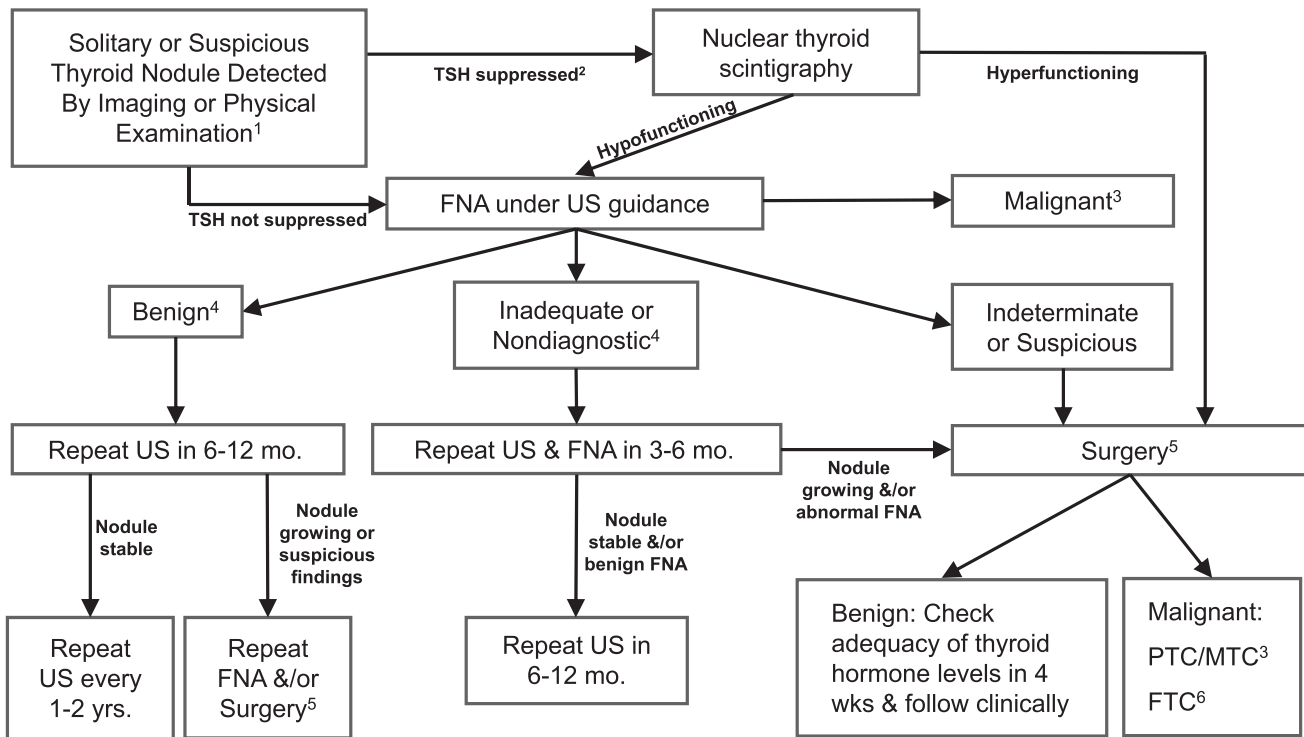 Solitary or Suspicious
Thyroid Nodule Detected
By Imaging or Physical
Examination¹
TSH suppressed²
Nuclear thyroid
scintigraphy
Hyperfunctioning
Hypofunctioning
TSH not suppressed
FNA under US guidance
Malignant³
Benign⁴
Inadequate or
Nondiagnostic⁴
Indeterminate
or Suspicious
Repeat US in 6-12 mo.
Repeat US & FNA in 3-6 mo.
Surgery⁵
Nodule
stable
Nodule
growing or
suspicious
findings
Nodule
stable &/or
benign FNA
Nodule
growing &/or
abnormal FNA
Repeat
US every
1-2 yrs.
Repeat
FNA &/or
Surgery⁵
Repeat US in
6-12 mo.
Benign: Check
adequacy of thyroid
hormone levels in 4
wks & follow clinically
Malignant:
PTC/MTC³
FTC⁶